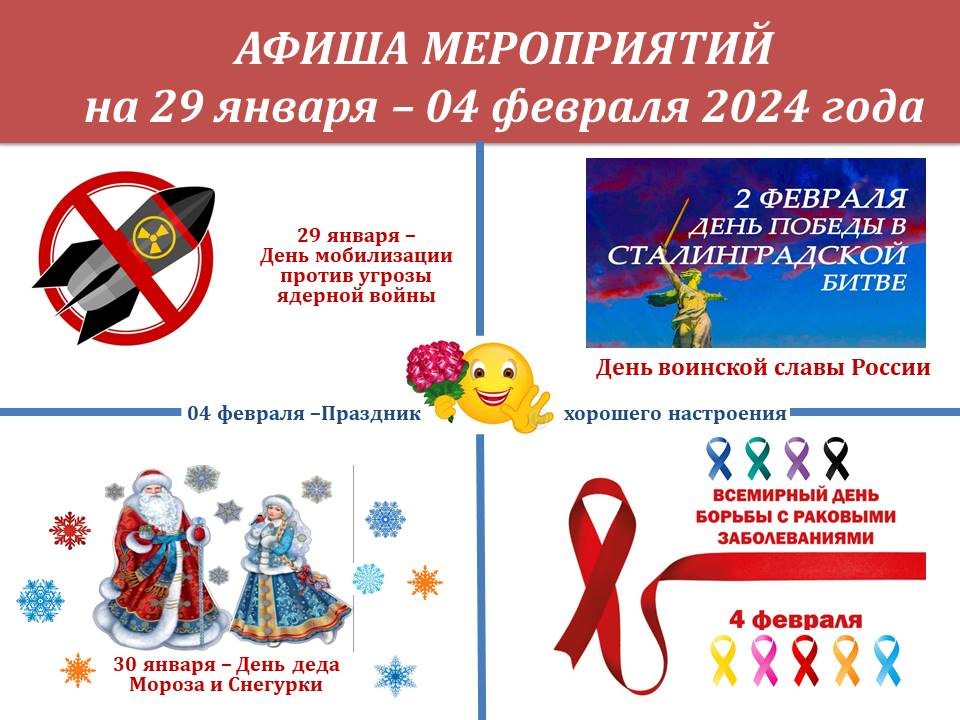 АФИША МЕРОПРИЯТИЙ
на 29 января – 04 февраля 2024 года
29 января –
День мобилизации
против угрозы
ядерной войны
2 ФЕВРАЛЯ
ДЕНЬ ПОБЕДЫ В
СТАЛИНГРАДСКОЙ
БИТВЕ
День воинской славы России
04 февраля –Праздник хорошего настроения
30 января – День деда
Мороза и Снегурки
ВСЕМИРНЫЙ ДЕНЬ
БОРЬБЫ С РАКОВЫМИ
ЗАБОЛЕВАНИЯМИ
4 февраля